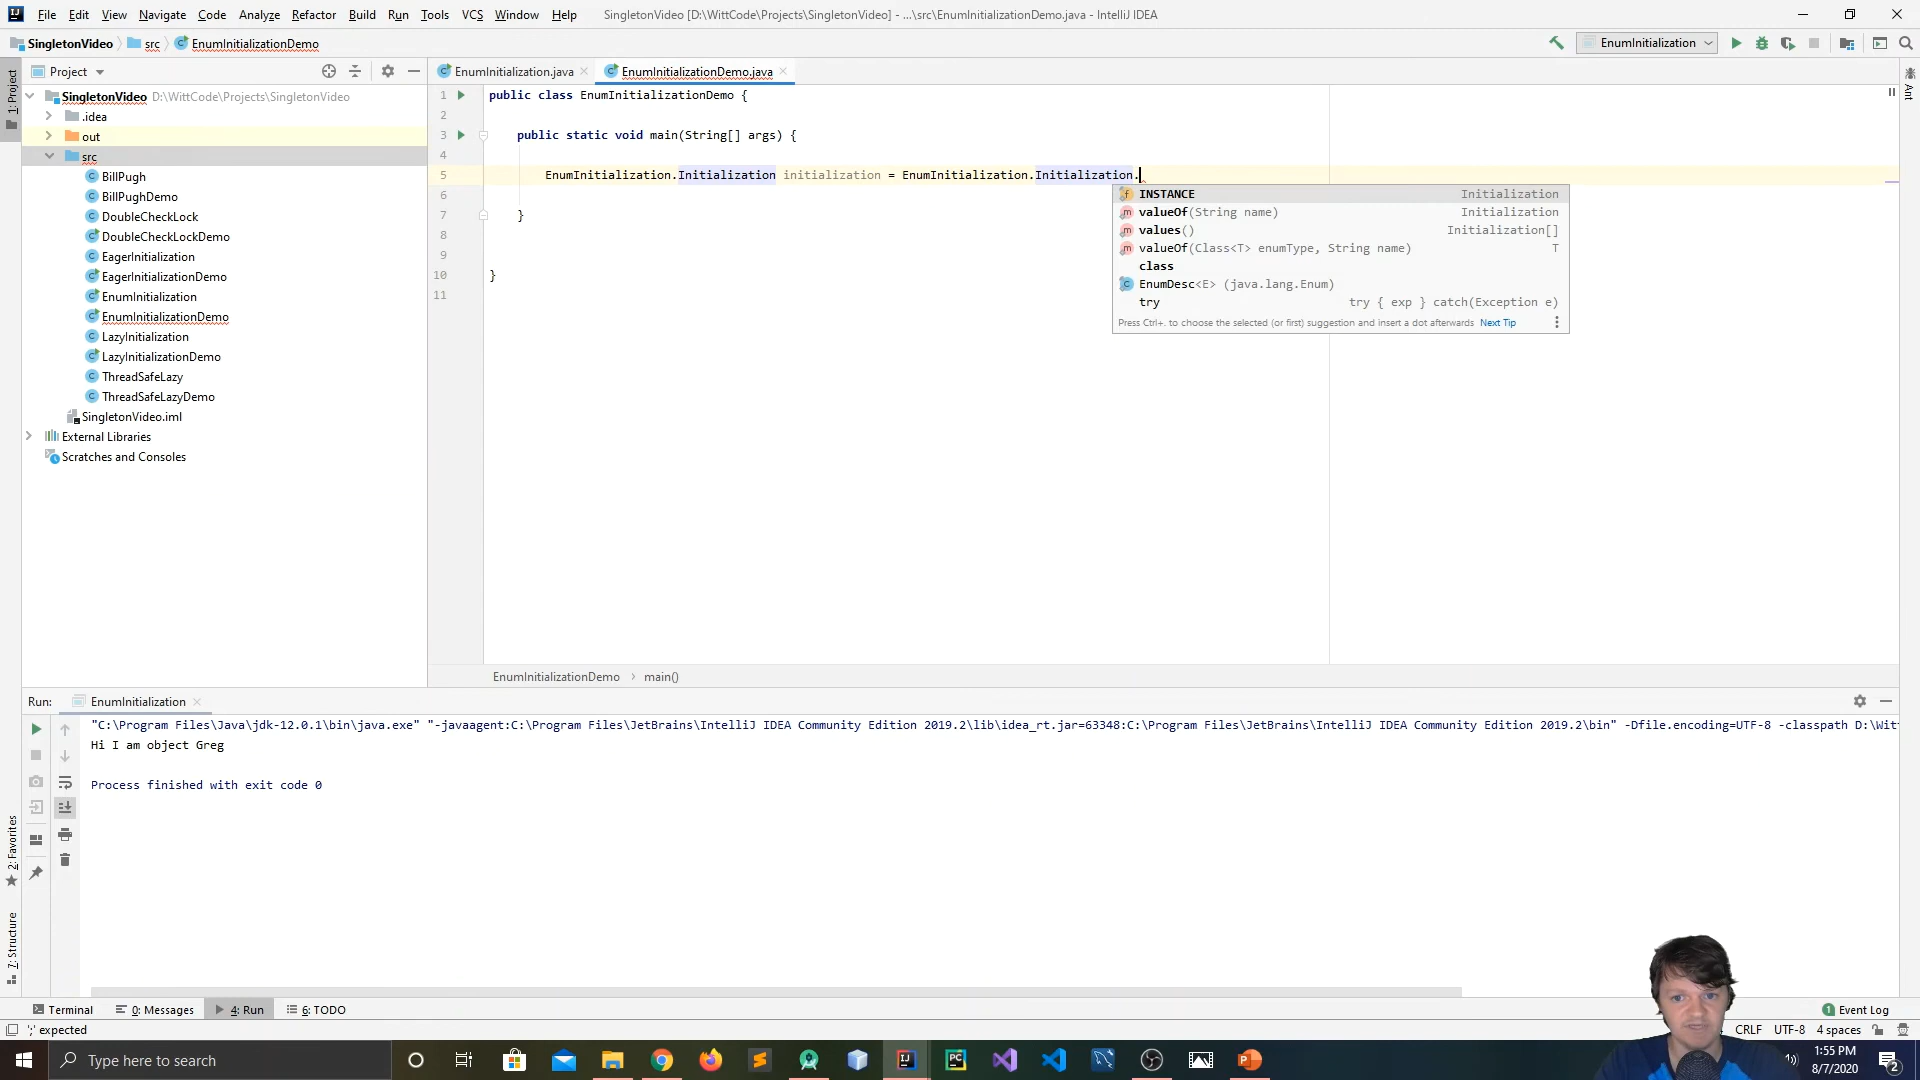 File Edit View Navigate Code Analyze Refactor Build Run Tools VCS Window Help SingletonVideo [D:\WittCode\Projects\SingletonVideo] - ...\src\EnumInitializationDemo.java - IntelliJ IDEA
SingletonVideo src EnumInitializationDemo EnumInitialization
Project EnumInitialization.java EnumInitializationDemo.java
1: Project
SingletonVideo D:\WittCode\Projects\SingletonVideo
.idea
out
src
BillPugh
BillPughDemo
DoubleCheckLock
DoubleCheckLockDemo
EagerInitialization
EagerInitializationDemo
EnumInitialization
EnumInitializationDemo
LazyInitialization
LazyInitializationDemo
ThreadSafeLazy
ThreadSafeLazyDemo
SingletonVideo.iml
External Libraries
Scratches and Consoles
1 public class EnumInitializationDemo {
2
3 public static void main(String[] args) {
4
5 EnumInitialization.Initialization initialization = EnumInitialization.Initialization.
6
7 }
8
9
10 }
11
INSTANCE Initialization
valueOf(String name) Initialization
values() Initialization[]
valueOf(Class<T> enumType, String name) T
class
EnumDesc<E> (java.lang.Enum)
try try { exp } catch(Exception e)
Press Ctrl+. to choose the selected (or first) suggestion and insert a dot afterwards Next Tip
Ant
EnumInitializationDemo main()
Run: EnumInitialization
"C:\Program Files\Java\jdk-12.0.1\bin\java.exe" "-javaagent:C:\Program Files\JetBrains\IntelliJ IDEA Community Edition 2019.2\lib\idea_rt.jar=63348:C:\Program Files\JetBrains\IntelliJ IDEA Community Edition 2019.2\bin" -Dfile.encoding=UTF-8 -classpath D:\Wit
Hi I am object Greg
Process finished with exit code 0
2: Favorites
7: Structure
Terminal 0: Messages 4: Run 6: TODO 1 Event Log
';' expected CRLF UTF-8 4 spaces
Type here to search
1:55 PM
8/7/2020
2